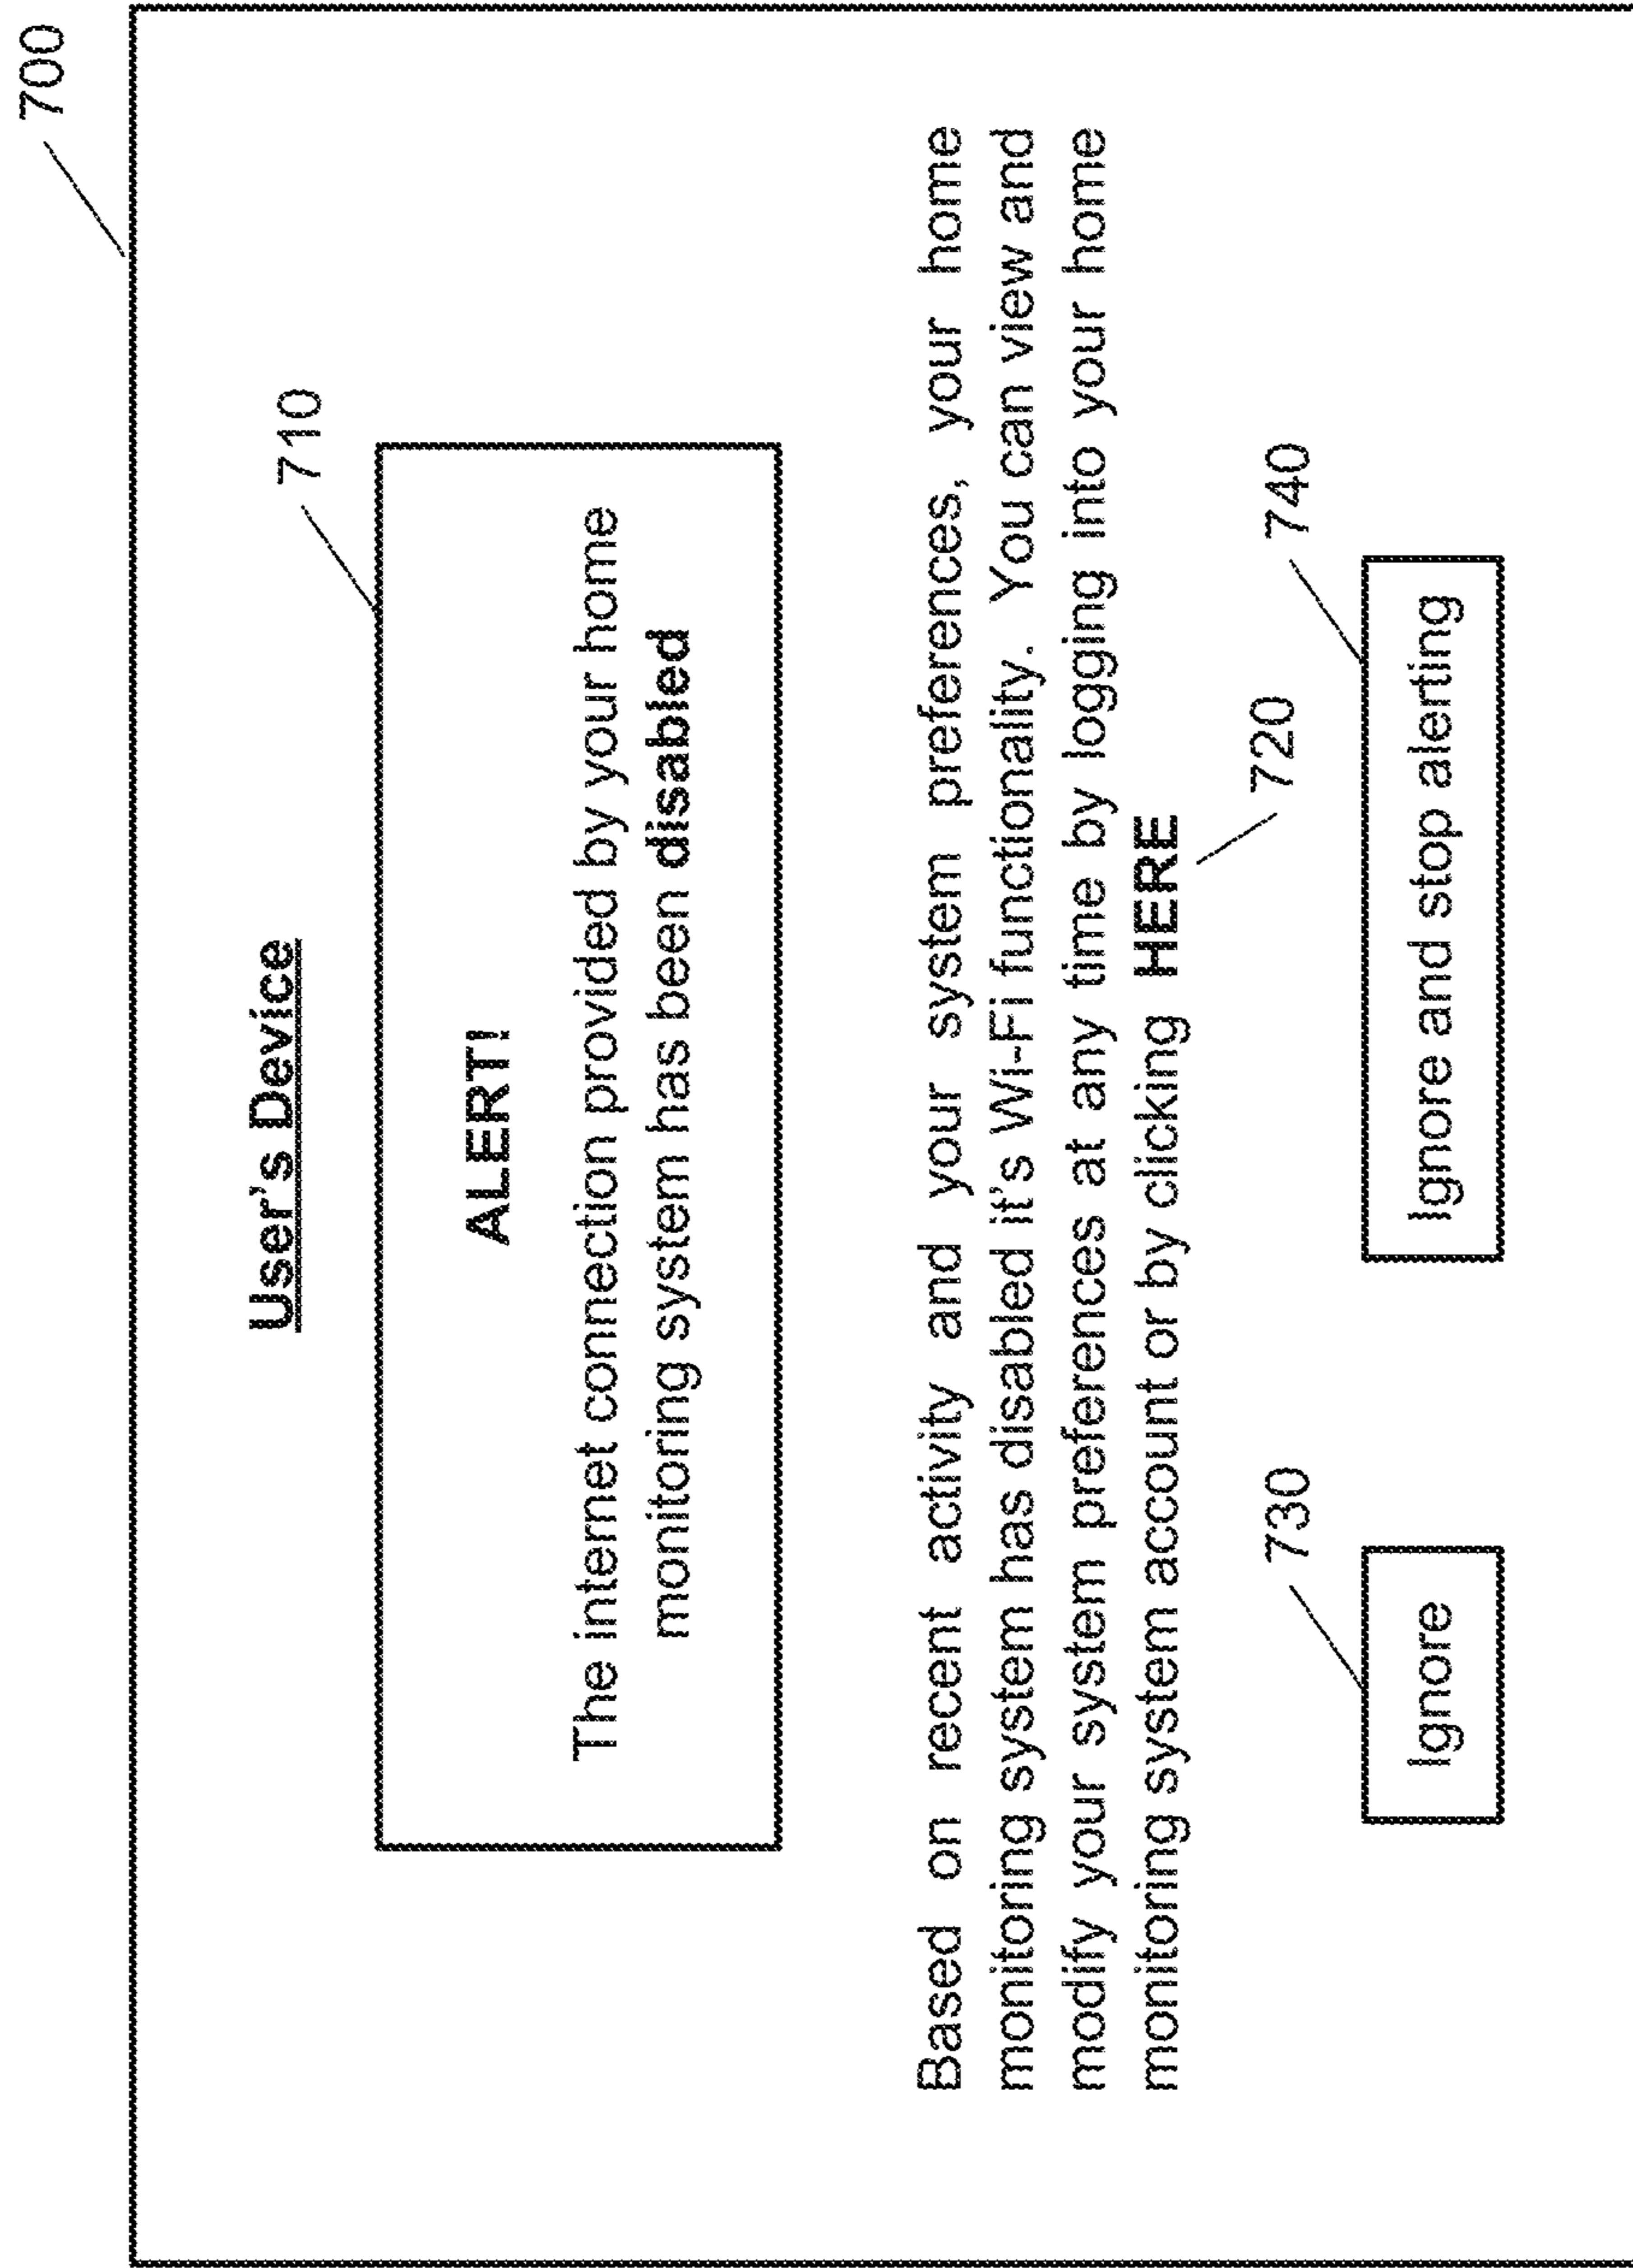 700
User's Device
710
ALERT!
The internet connection provided by your home
monitoring system has been disabled
Based on recent activity and your system preferences, your home
monitoring system has disabled it's Wi-Fi functionality. You can view and
modify your system preferences at any time by logging into your home
monitoring system account or by clicking HERE
720
730
740
Ignore
Ignore and stop alerting